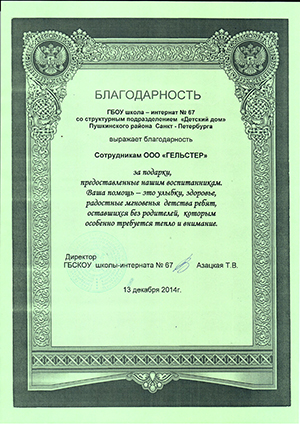 БЛАГОДАРНОСТЬ
ГБОУ школа – интернат № 67
со структурным подразделением «Детский дом»
Пушкинского района Санкт - Петербурга
выражает благодарность
Сотрудникам ООО «ГЕЛЬСТЕР»
за подарки,
предоставленные нашим воспитанникам.
Ваша помощь – это улыбки, здоровье,
радостные мгновенья детства ребят,
оставшихся без родителей, которым
особенно требуется тепло и внимание.
Директор
ГБСКОУ школы-интерната № 67 Азацкая Т.В.
13 декабря 2014г.